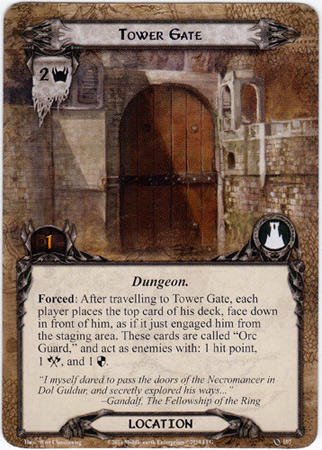 TOWER GATE
2
1
Dungeon.
Forced: After travelling to Tower Gate, each
player places the top card of his deck, face down
in front of him, as if it just engaged him from
the staging area. These cards are called “Orc
Guard,” and act as enemies with: 1 hit point,
1 , and 1 .
“I myself dared to pass the doors of the Necromancer in
Dol Guldur, and secretly explored his ways...”
–Gandalf, The Fellowship of the Ring
LOCATION